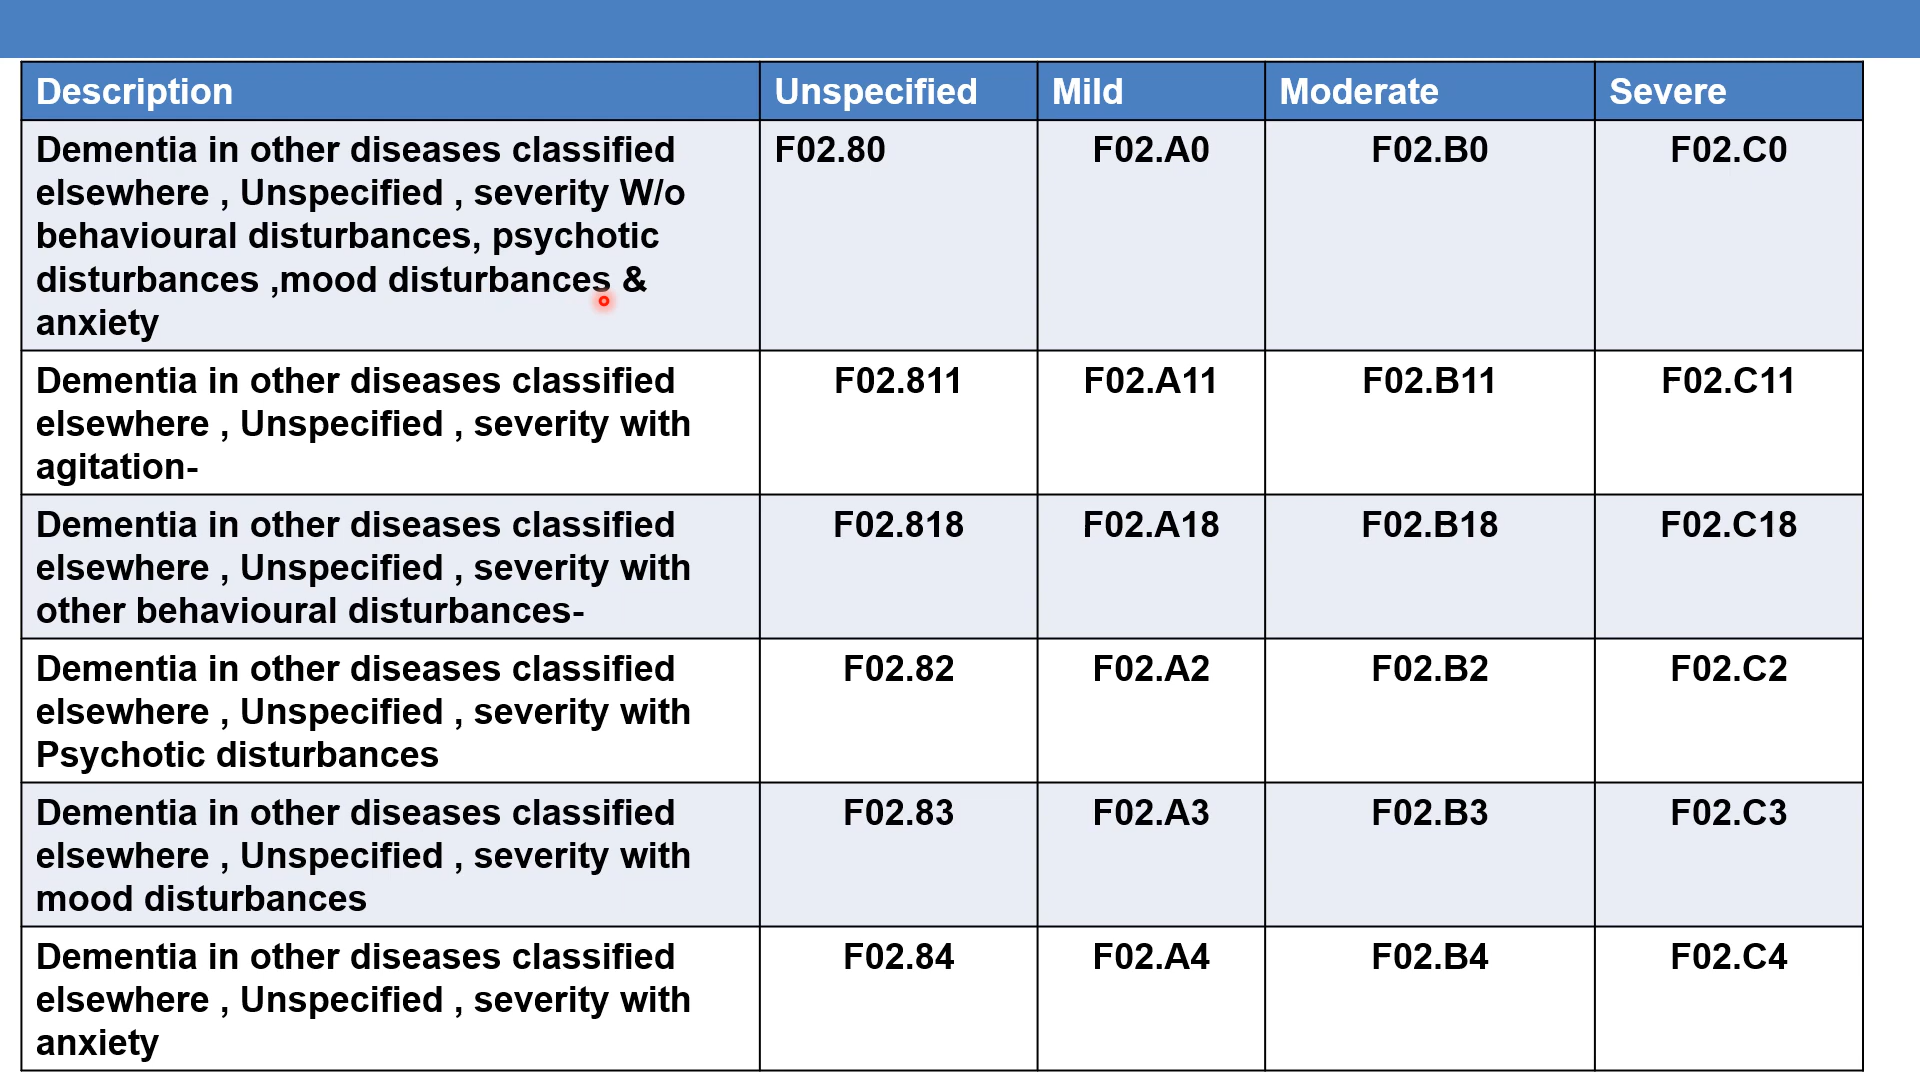 Description Unspecified Mild Moderate Severe
Dementia in other diseases classified F02.80 F02.A0 F02.B0 F02.C0
elsewhere , Unspecified , severity W/o
behavioural disturbances, psychotic
disturbances ,mood disturbances &
anxiety
Dementia in other diseases classified F02.811 F02.A11 F02.B11 F02.C11
elsewhere , Unspecified , severity with
agitation-
Dementia in other diseases classified F02.818 F02.A18 F02.B18 F02.C18
elsewhere , Unspecified , severity with
other behavioural disturbances-
Dementia in other diseases classified F02.82 F02.A2 F02.B2 F02.C2
elsewhere , Unspecified , severity with
Psychotic disturbances
Dementia in other diseases classified F02.83 F02.A3 F02.B3 F02.C3
elsewhere , Unspecified , severity with
mood disturbances
Dementia in other diseases classified F02.84 F02.A4 F02.B4 F02.C4
elsewhere , Unspecified , severity with
anxiety